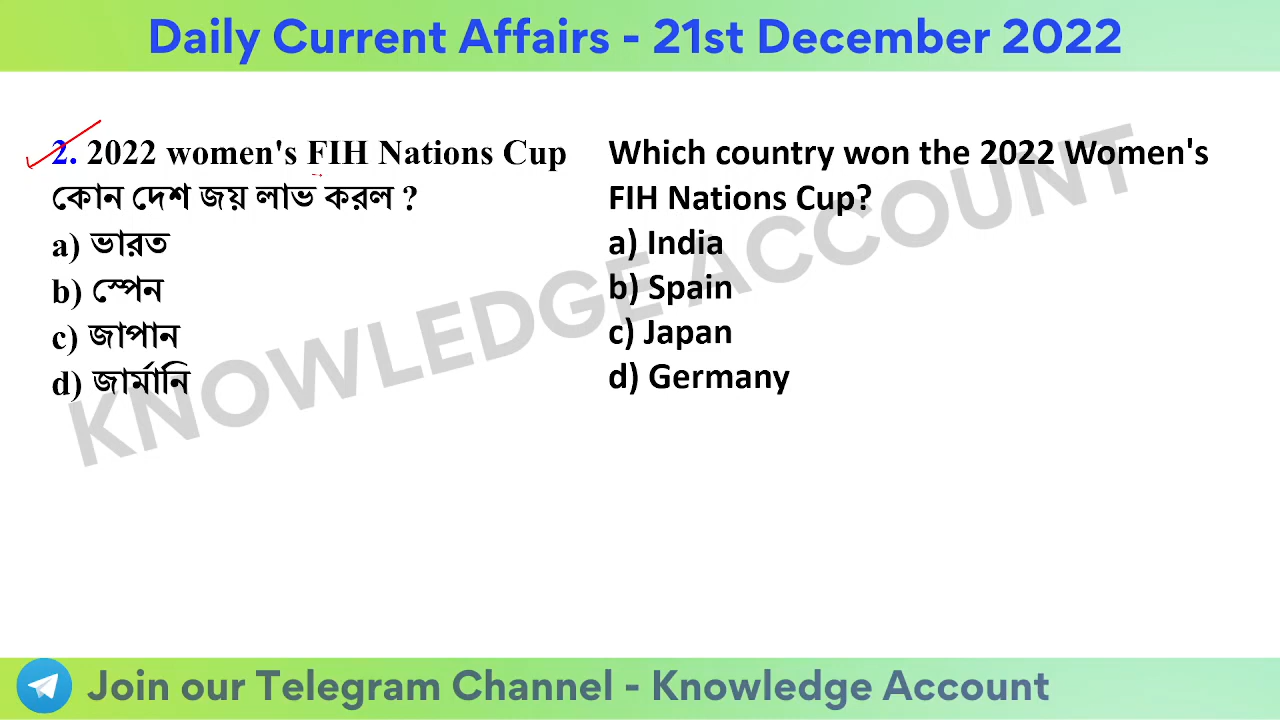 Daily Current Affairs - 21st December 2022
2. 2022 women's FIH Nations Cup
কোন দেশ জয় লাভ করল ?
a) ভারত
b) স্পেন
c) জাপান
d) জার্মানি
Which country won the 2022 Women's
FIH Nations Cup?
a) India
b) Spain
c) Japan
d) Germany
KNOWLEDGE ACCOUNT
Join our Telegram Channel - Knowledge Account